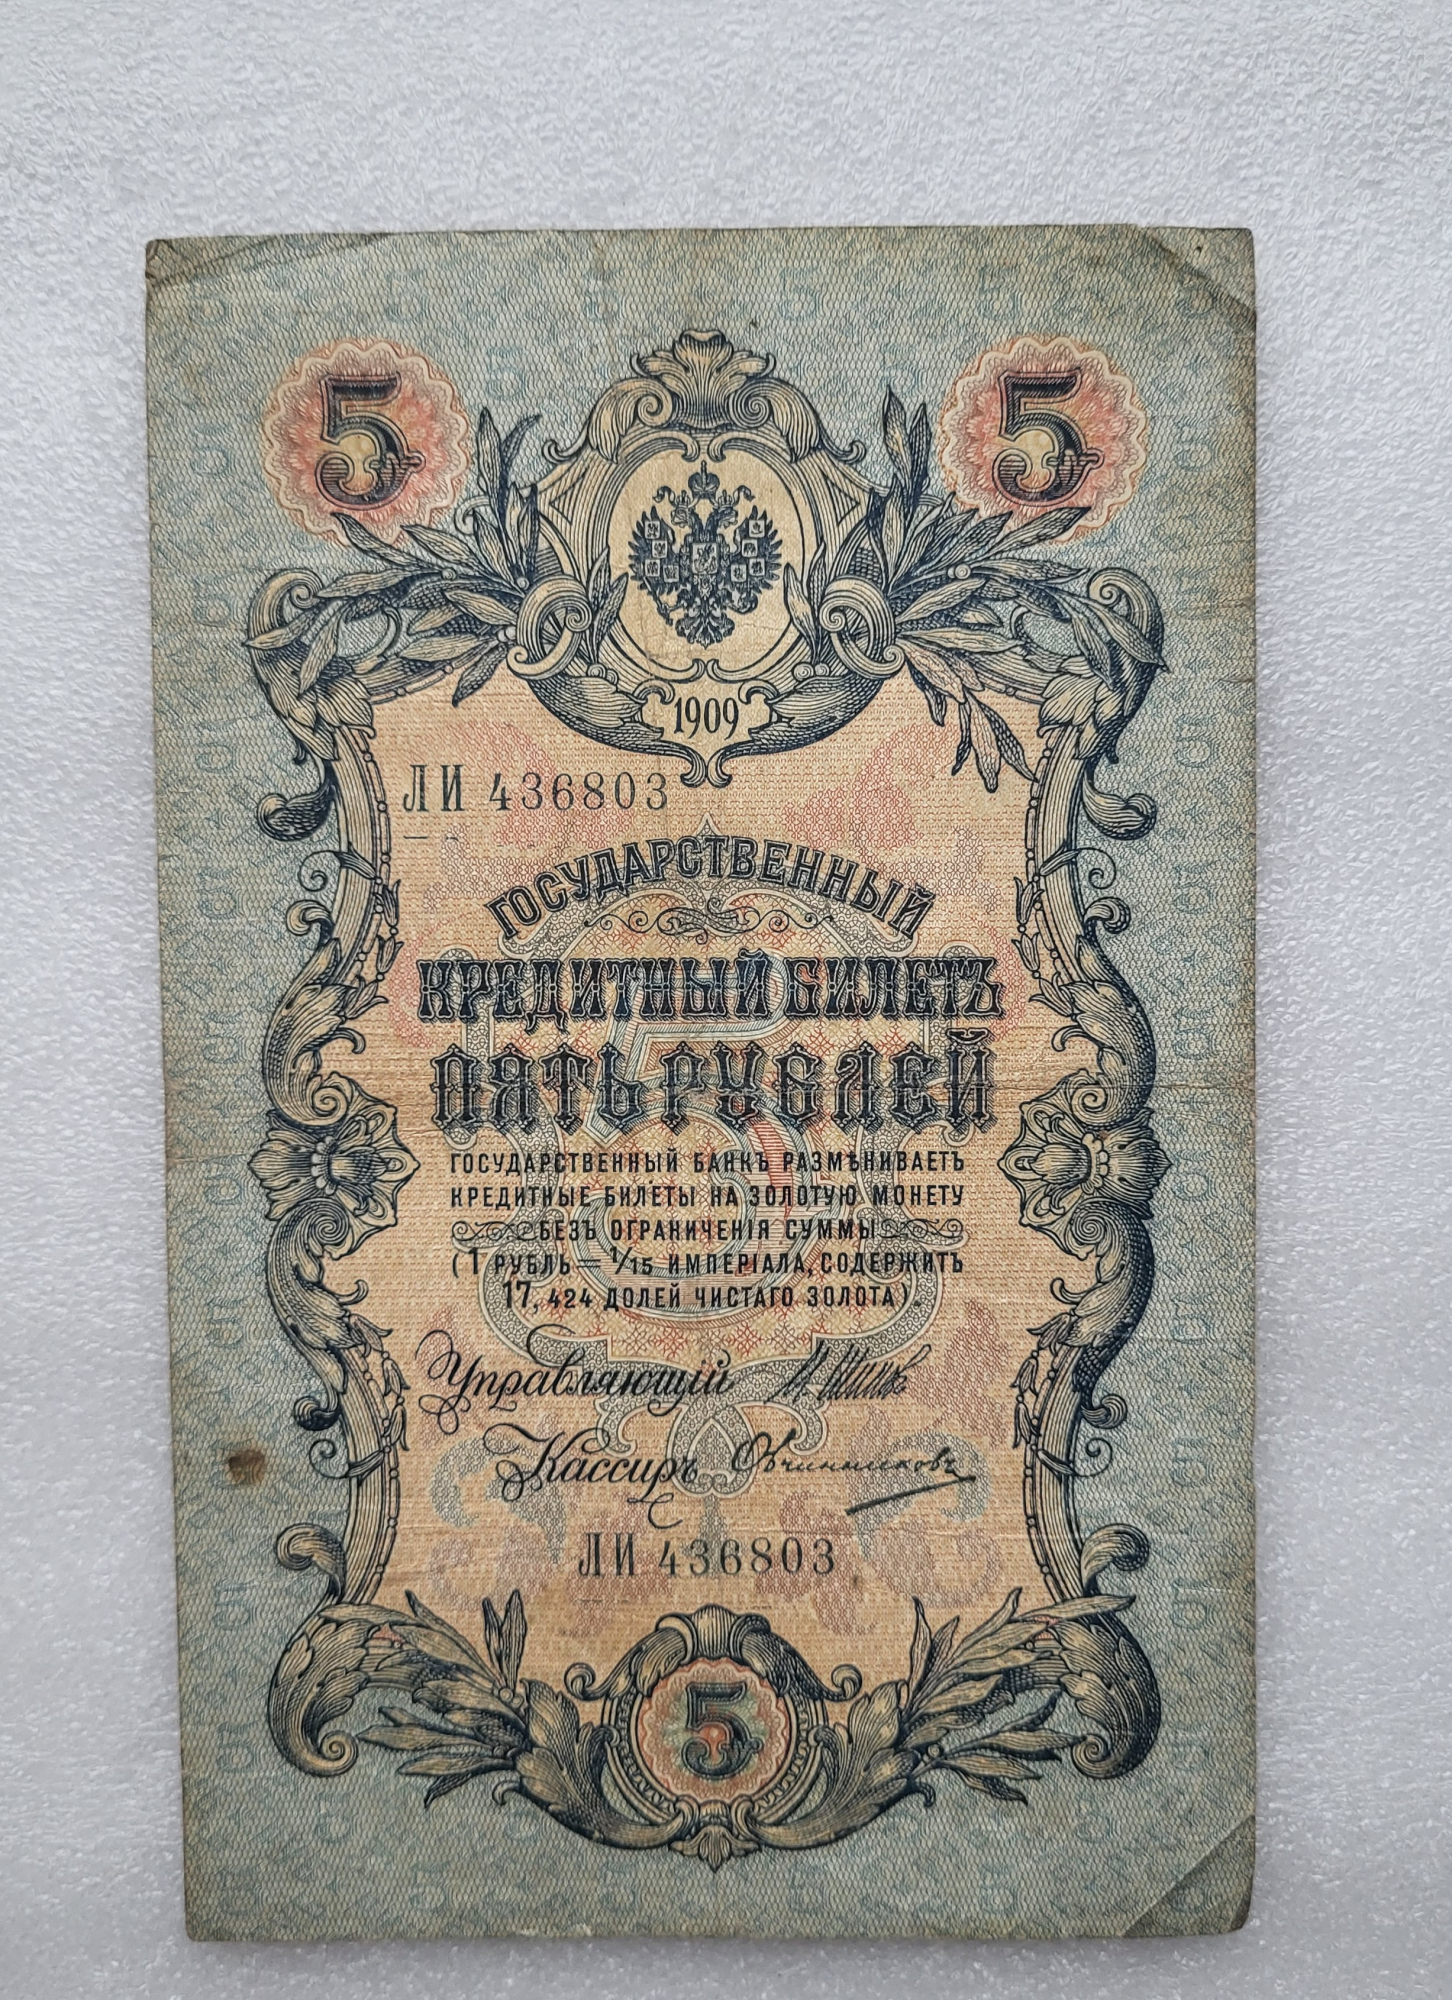 5 5
1909
ЛИ 436803
ГОСУДАРСТВЕННЫЙ
КРЕДИТНЫЙ БИЛЕТЪ
ПЯТЬ РУБЛЕЙ
ГОСУДАРСТВЕННЫЙ БАНКЪ РАЗМѢНИВАЕТЪ
КРЕДИТНЫЕ БИЛЕТЫ НА ЗОЛОТУЮ МОНЕТУ
БЕЗЪ ОГРАНИЧЕНІЯ СУММЫ
(1 РУБЛЬ = 1/15 ИМПЕРІАЛА, СОДЕРЖИТЪ
17,424 ДОЛЕЙ ЧИСТАГО ЗОЛОТА).
Управляющій
Кассиръ Овчинниковъ
ЛИ 436803
5